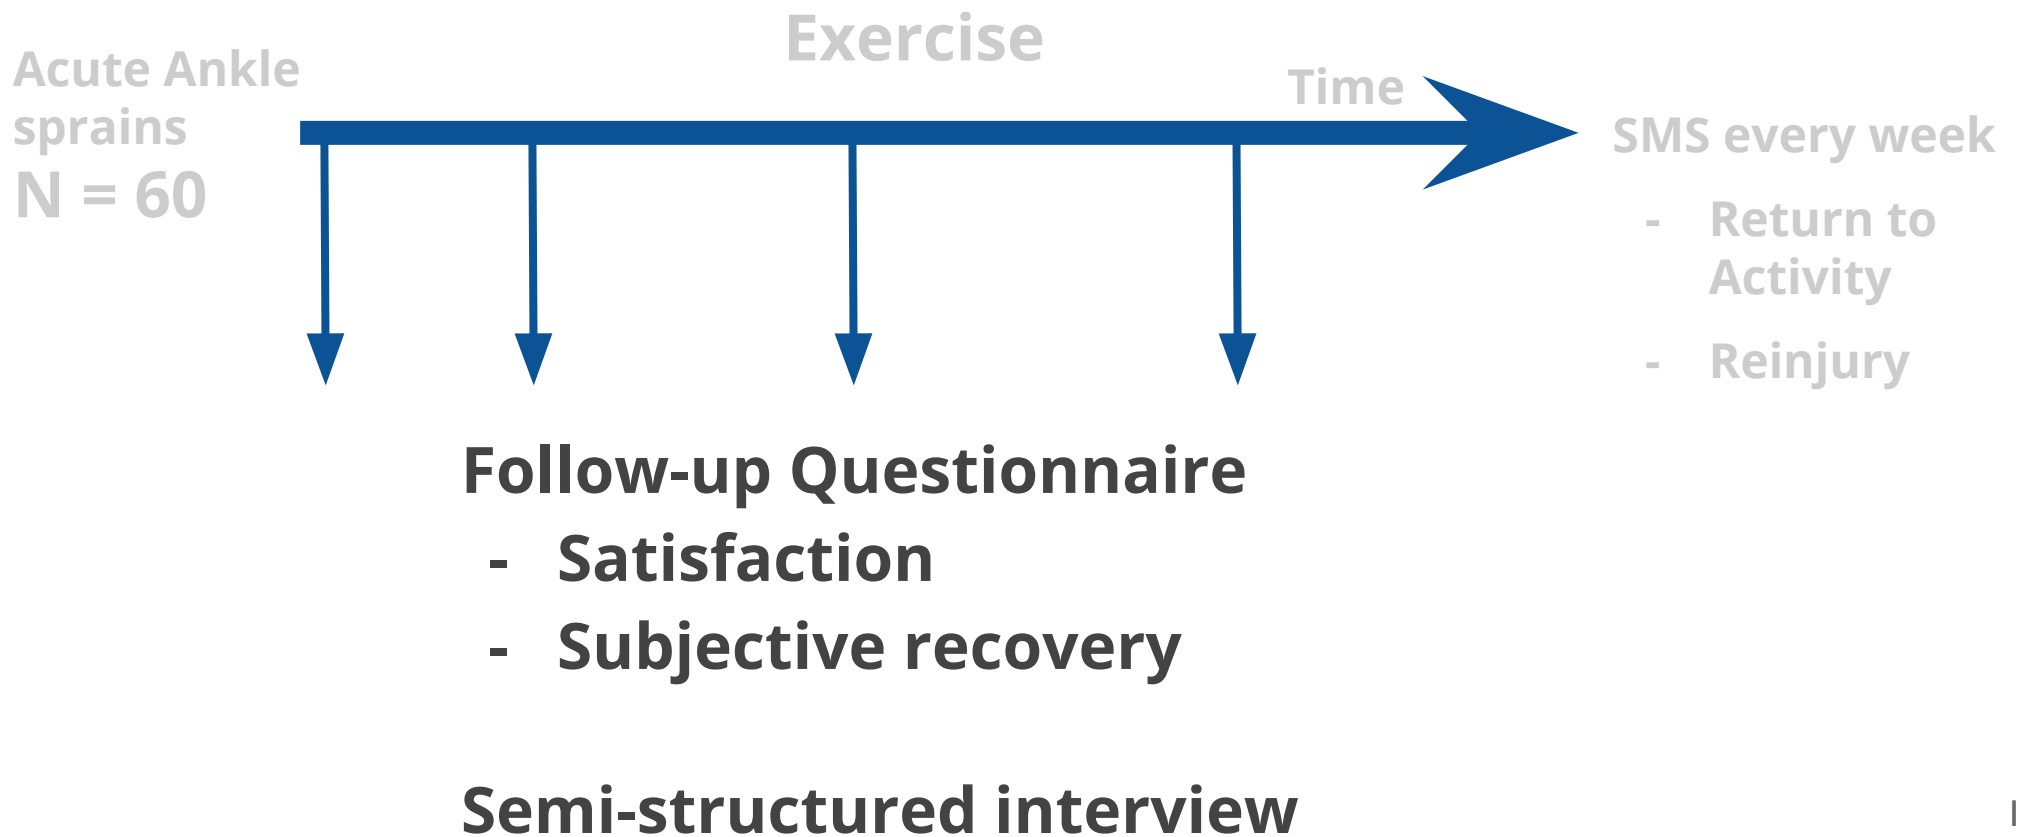 Exercise
Acute Ankle
sprains
N = 60
Time
SMS every week
- Return to
Activity
- Reinjury
Follow-up Questionnaire
- Satisfaction
- Subjective recovery
Semi-structured interview